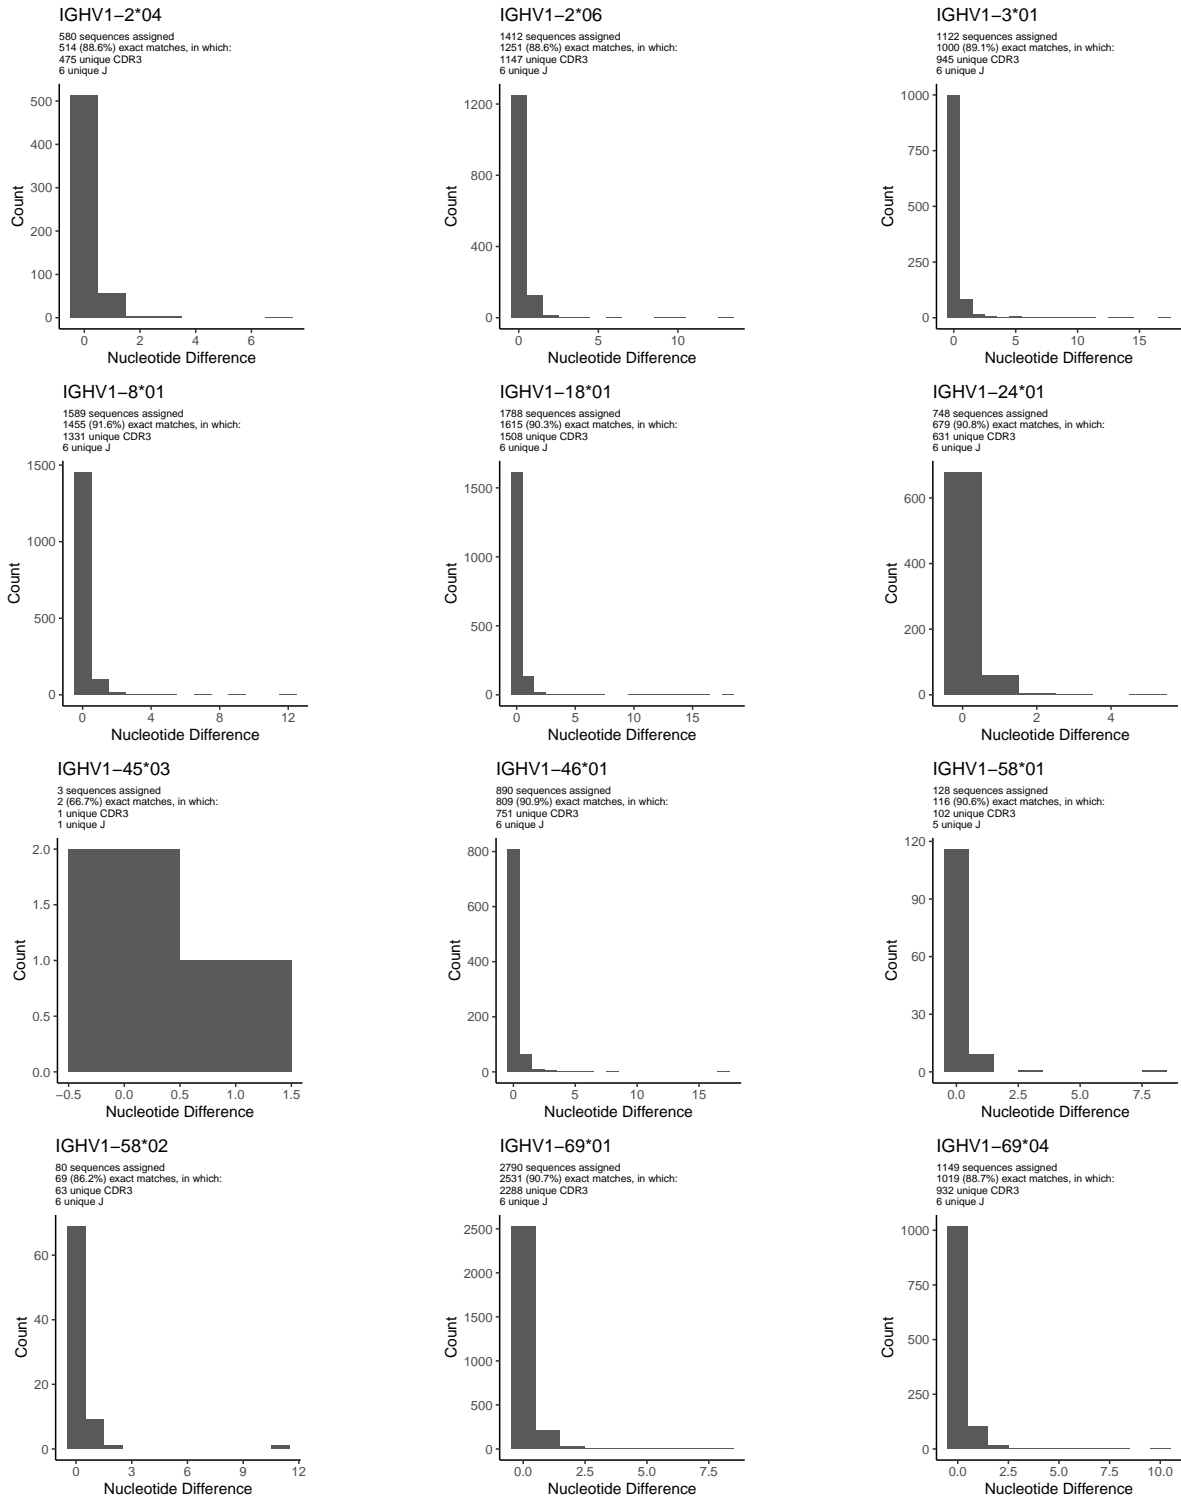 IGHV1−2*04
580 sequences assigned
514 (88.6%) exact matches, in which:
475 unique CDR3
6 unique J
500
400
300
200
100
0
Count
0 2 4 6
Nucleotide Difference
IGHV1−2*06
1412 sequences assigned
1251 (88.6%) exact matches, in which:
1147 unique CDR3
6 unique J
1200
800
400
0
Count
0 5 10
Nucleotide Difference
IGHV1−3*01
1122 sequences assigned
1000 (89.1%) exact matches, in which:
945 unique CDR3
6 unique J
1000
750
500
250
0
Count
0 5 10 15
Nucleotide Difference
IGHV1−8*01
1589 sequences assigned
1455 (91.6%) exact matches, in which:
1331 unique CDR3
6 unique J
1500
1000
500
0
Count
0 4 8 12
Nucleotide Difference
IGHV1−18*01
1788 sequences assigned
1615 (90.3%) exact matches, in which:
1508 unique CDR3
6 unique J
1500
1000
500
0
Count
0 5 10 15
Nucleotide Difference
IGHV1−24*01
748 sequences assigned
679 (90.8%) exact matches, in which:
631 unique CDR3
6 unique J
600
400
200
0
Count
0 2 4
Nucleotide Difference
IGHV1−45*03
3 sequences assigned
2 (66.7%) exact matches, in which:
1 unique CDR3
1 unique J
2.0
1.5
1.0
0.5
0.0
Count
−0.5 0.0 0.5 1.0 1.5
Nucleotide Difference
IGHV1−46*01
890 sequences assigned
809 (90.9%) exact matches, in which:
751 unique CDR3
6 unique J
800
600
400
200
0
Count
0 5 10 15
Nucleotide Difference
IGHV1−58*01
128 sequences assigned
116 (90.6%) exact matches, in which:
102 unique CDR3
5 unique J
120
90
60
30
0
Count
0.0 2.5 5.0 7.5
Nucleotide Difference
IGHV1−58*02
80 sequences assigned
69 (86.2%) exact matches, in which:
63 unique CDR3
6 unique J
60
40
20
0
Count
0 3 6 9 12
Nucleotide Difference
IGHV1−69*01
2790 sequences assigned
2531 (90.7%) exact matches, in which:
2288 unique CDR3
6 unique J
2500
2000
1500
1000
500
0
Count
0.0 2.5 5.0 7.5
Nucleotide Difference
IGHV1−69*04
1149 sequences assigned
1019 (88.7%) exact matches, in which:
932 unique CDR3
6 unique J
1000
750
500
250
0
Count
0.0 2.5 5.0 7.5 10.0
Nucleotide Difference